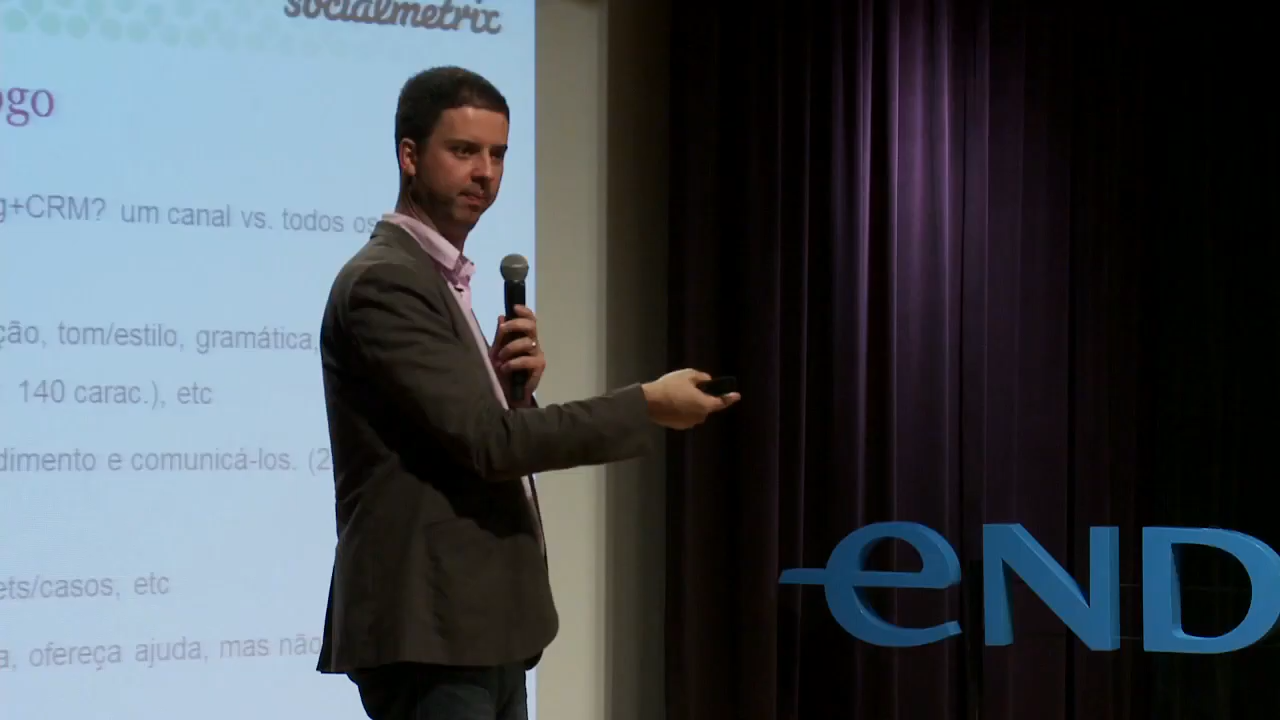 socialmetrix
ogo
g+CRM? um canal vs. todos os
ção, tom/estilo, gramática,
140 carac.), etc
dimento e comunicá-los. (2
ets/casos, etc
a, ofereça ajuda, mas não
eND